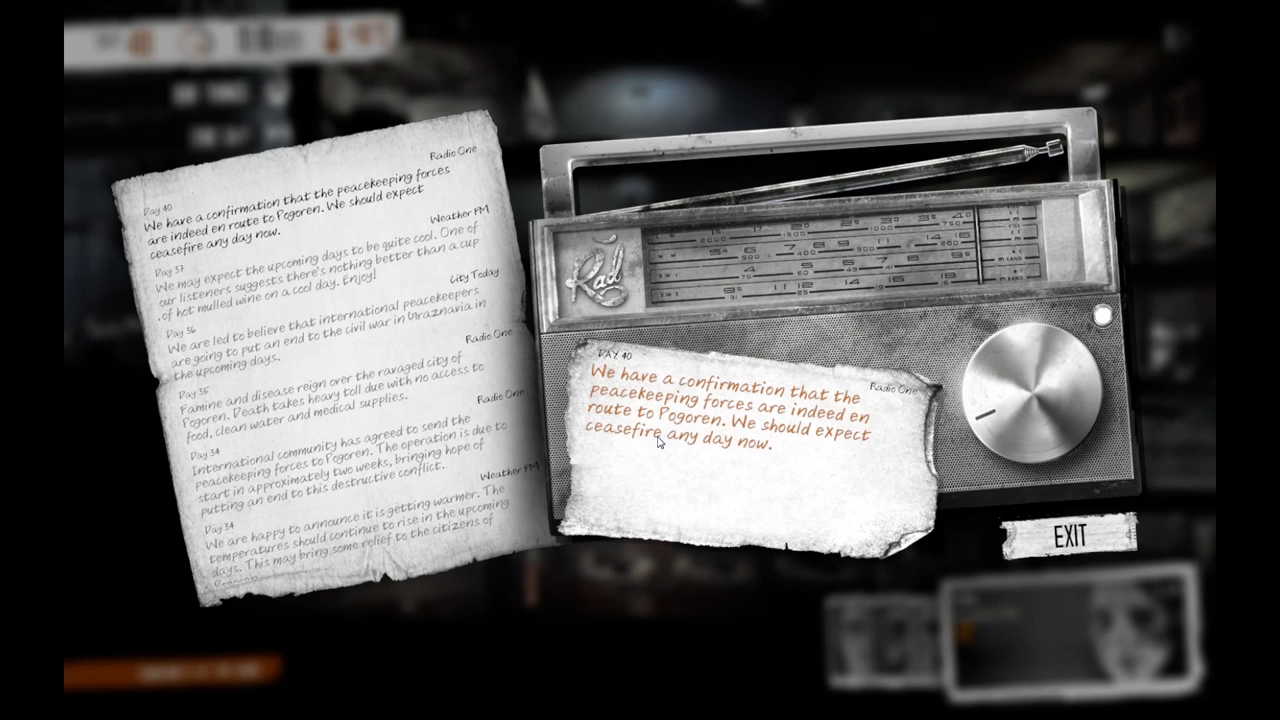 Radio One
Day 40
We have a confirmation that the peacekeeping forces
are indeed en route to Pogoren. We should expect
ceasefire any day now.
Weather FM
Day 37
We may expect the upcoming days to be quite cool. One of
our listeners suggests there's nothing better than a cup
of hot mulled wine on a cool day. Enjoy!
City Today
Day 36
We are led to believe that international peacekeepers
are going to put an end to the civil war in Graznavia in
the upcoming days.
Radio One
Day 35
Famine and disease reign over the ravaged city of
Pogoren. Death takes heavy toll due with no access to
food, clean water and medical supplies.
Radio One
Day 34
International community has agreed to send the
peacekeeping forces to Pogoren. The operation is due to
start in approximately two weeks, bringing hope of
putting an end to this destructive conflict.
Weather FM
Day 34
We are happy to announce it is getting warmer. The
temperatures should continue to rise in the upcoming
days. This may bring some relief to the citizens of
Rad
DAY 40
Radio One
We have a confirmation that the
peacekeeping forces are indeed en
route to Pogoren. We should expect
ceasefire any day now.
EXIT